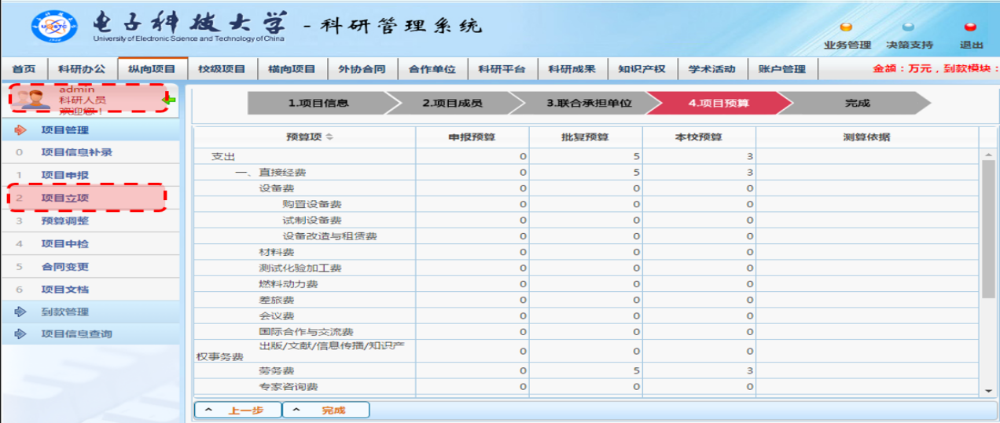 电子科技大学 - 科研管理系统
University of Electronic Science and Technology of China
业务管理 决策支持 退出
首页 科研办公 纵向项目 校级项目 横向项目 外协合同 合作单位 科研平台 科研成果 知识产权 学术活动 账户管理 金额：万元，到款模块：
admin
科研人员
欢迎您！
项目管理
0 项目信息补录
1 项目申报
2 项目立项
3 预算调整
4 项目中检
5 合同变更
6 项目文档
到款管理
项目信息查询
1.项目信息 2.项目成员 3.联合承担单位 4.项目预算 完成
预算项 申报预算 批复预算 本校预算 测算依据
支出 0 5 3
一、直接经费 0 5 3
设备费 0 0 0
购置设备费 0 0 0
试制设备费 0 0 0
设备改造与租赁费 0 0 0
材料费 0 0 0
测试化验加工费 0 0 0
燃料动力费 0 0 0
差旅费 0 0 0
会议费 0 0 0
国际合作与交流费 0 0 0
出版/文献/信息传播/知识产
权事务费 0 0 0
劳务费 0 5 3
专家咨询费 0 0 0
上一步 完成